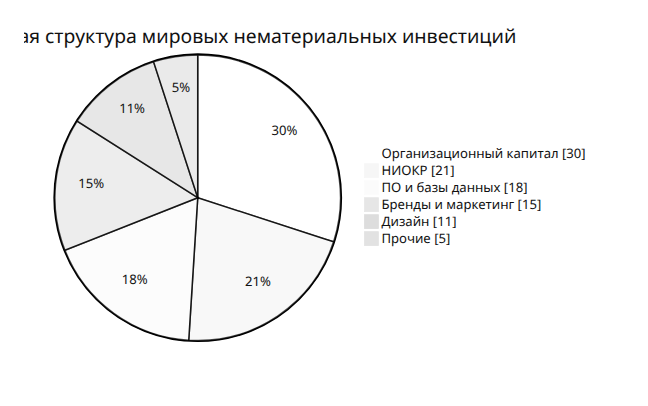 структура мировых нематериальных инвестиций
5%
11%
30%
15%
18%
21%
Организационный капитал [30]
НИОКР [21]
ПО и базы данных [18]
Бренды и маркетинг [15]
Дизайн [11]
Прочие [5]